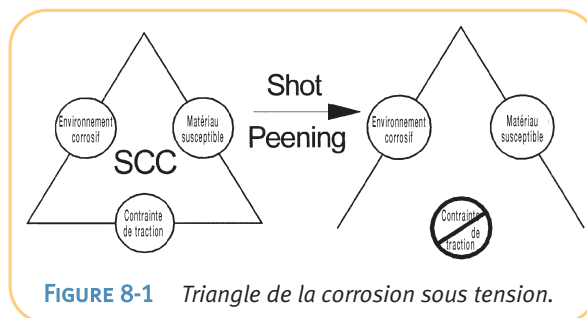 Environnement
corrosif
Matériau
susceptible
SCC
Contrainte
de traction
Shot
Peening
Environnement
corrosif
Matériau
susceptible
Contrainte
de
traction
FIGURE 8-1 Triangle de la corrosion sous tension.